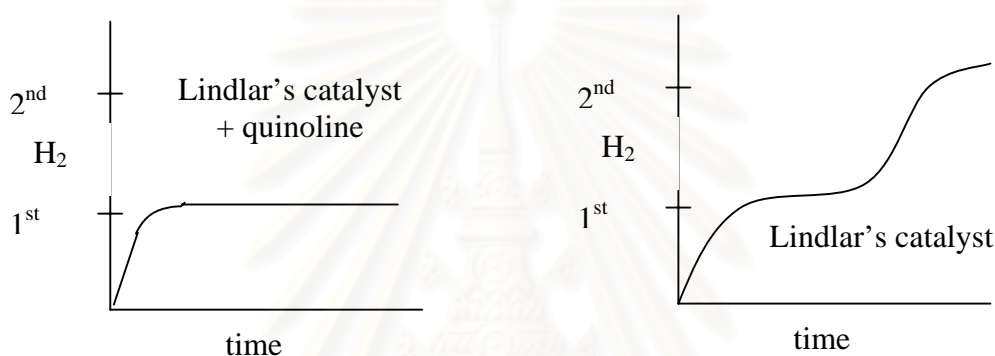 2nd
H2
1st
Lindlar’s catalyst
+ quinoline
time
2nd
H2
1st
Lindlar’s catalyst
time